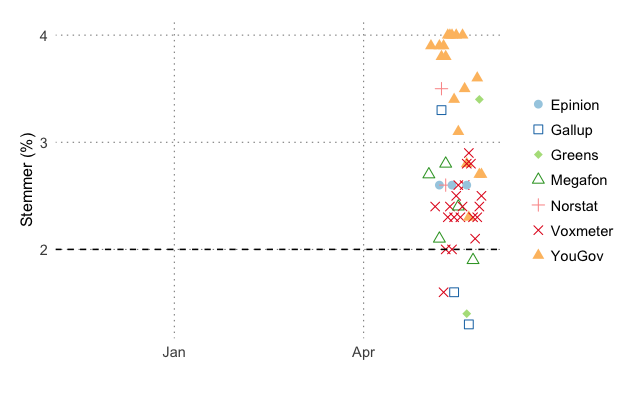 4
3
2
Stemmer (%)
Jan
Apr
Epinion
Gallup
Greens
Megafon
Norstat
Voxmeter
YouGov